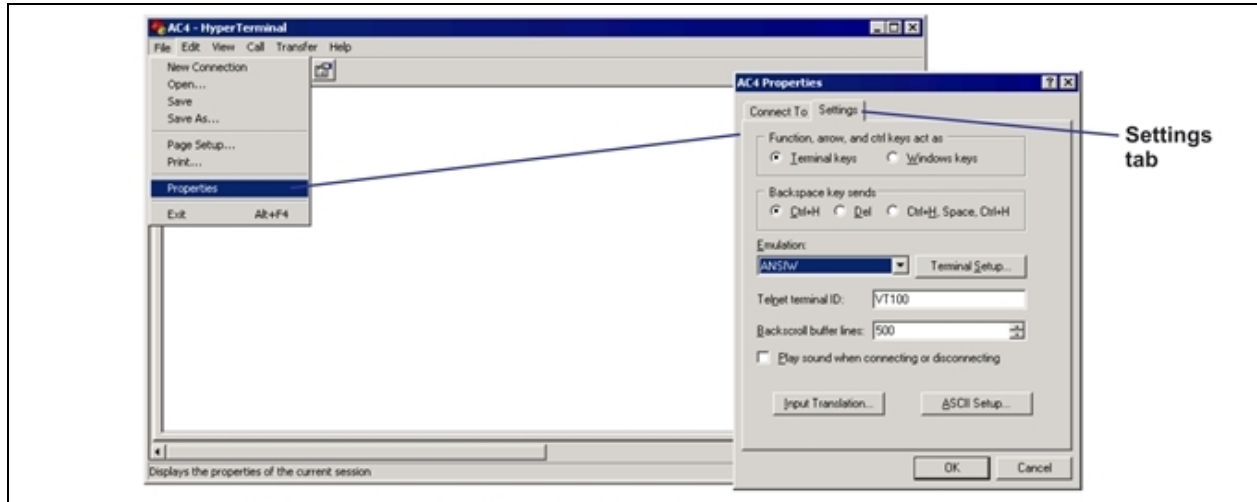 AC4 - HyperTerminal
File Edit View Call Transfer Help
New Connection
Open...
Save
Save As...
Page Setup...
Print...
Properties
Exit Alt+F4
Displays the properties of the current session
AC4 Properties
Connect To Settings
Function, arrow, and ctrl keys act as
Terminal keys Windows keys
Backspace key sends
Ctrl+H Del Ctrl+H, Space, Ctrl+H
Emulation:
ANSIW Terminal Setup...
Telnet terminal ID: VT100
Backscroll buffer lines: 500
Play sound when connecting or disconnecting
Input Translation... ASCII Setup...
OK Cancel
Settings
tab